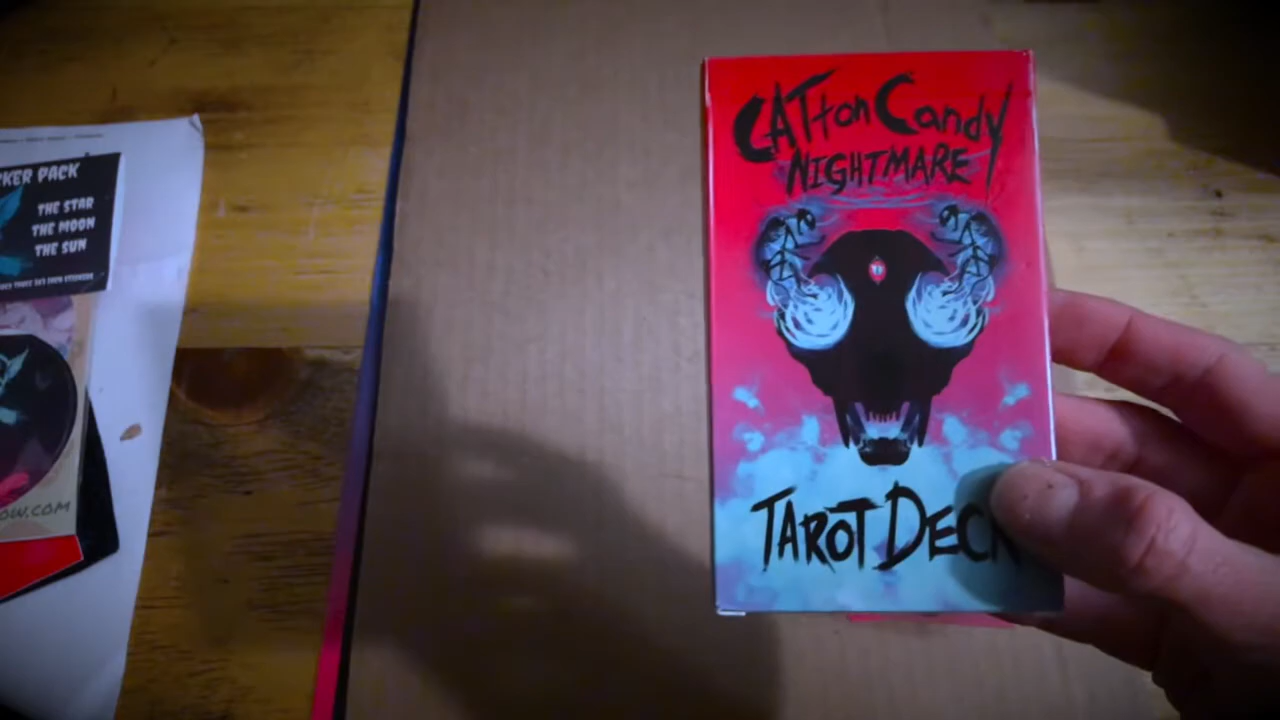 KER PACK
THE STAR
THE MOON
THE SUN
OW.COM
CATton Candy
NIGHTMARE
TAROT DECK